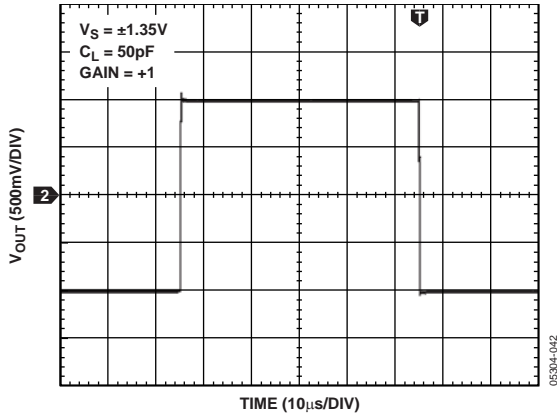 T
V_S = ±1.35V
C_L = 50pF
GAIN = +1
2
V_OUT (500mV/DIV)
TIME (10µs/DIV)
05304-042